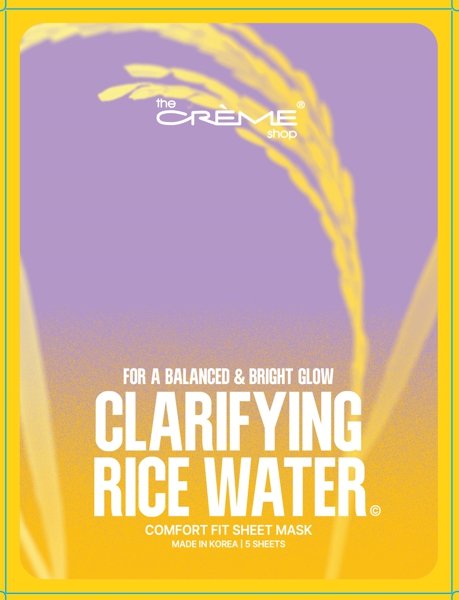 the
CRÈME®
shop
FOR A BALANCED & BRIGHT GLOW
CLARIFYING
RICE WATER©
COMFORT FIT SHEET MASK
MADE IN KOREA | 5 SHEETS